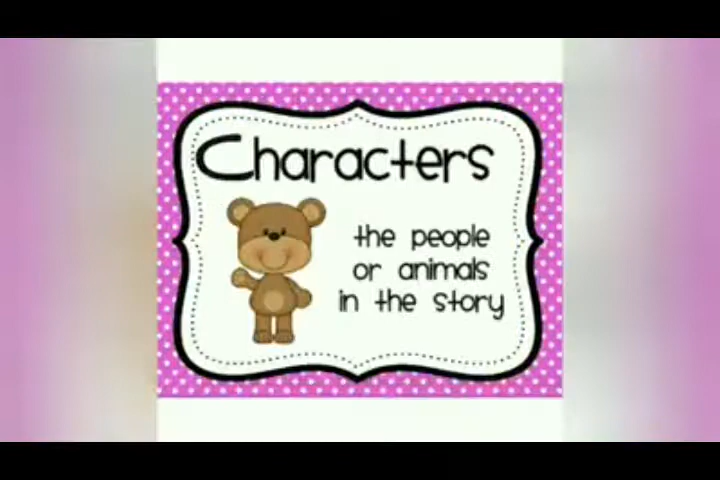 Characters
the people
or animals
in the story